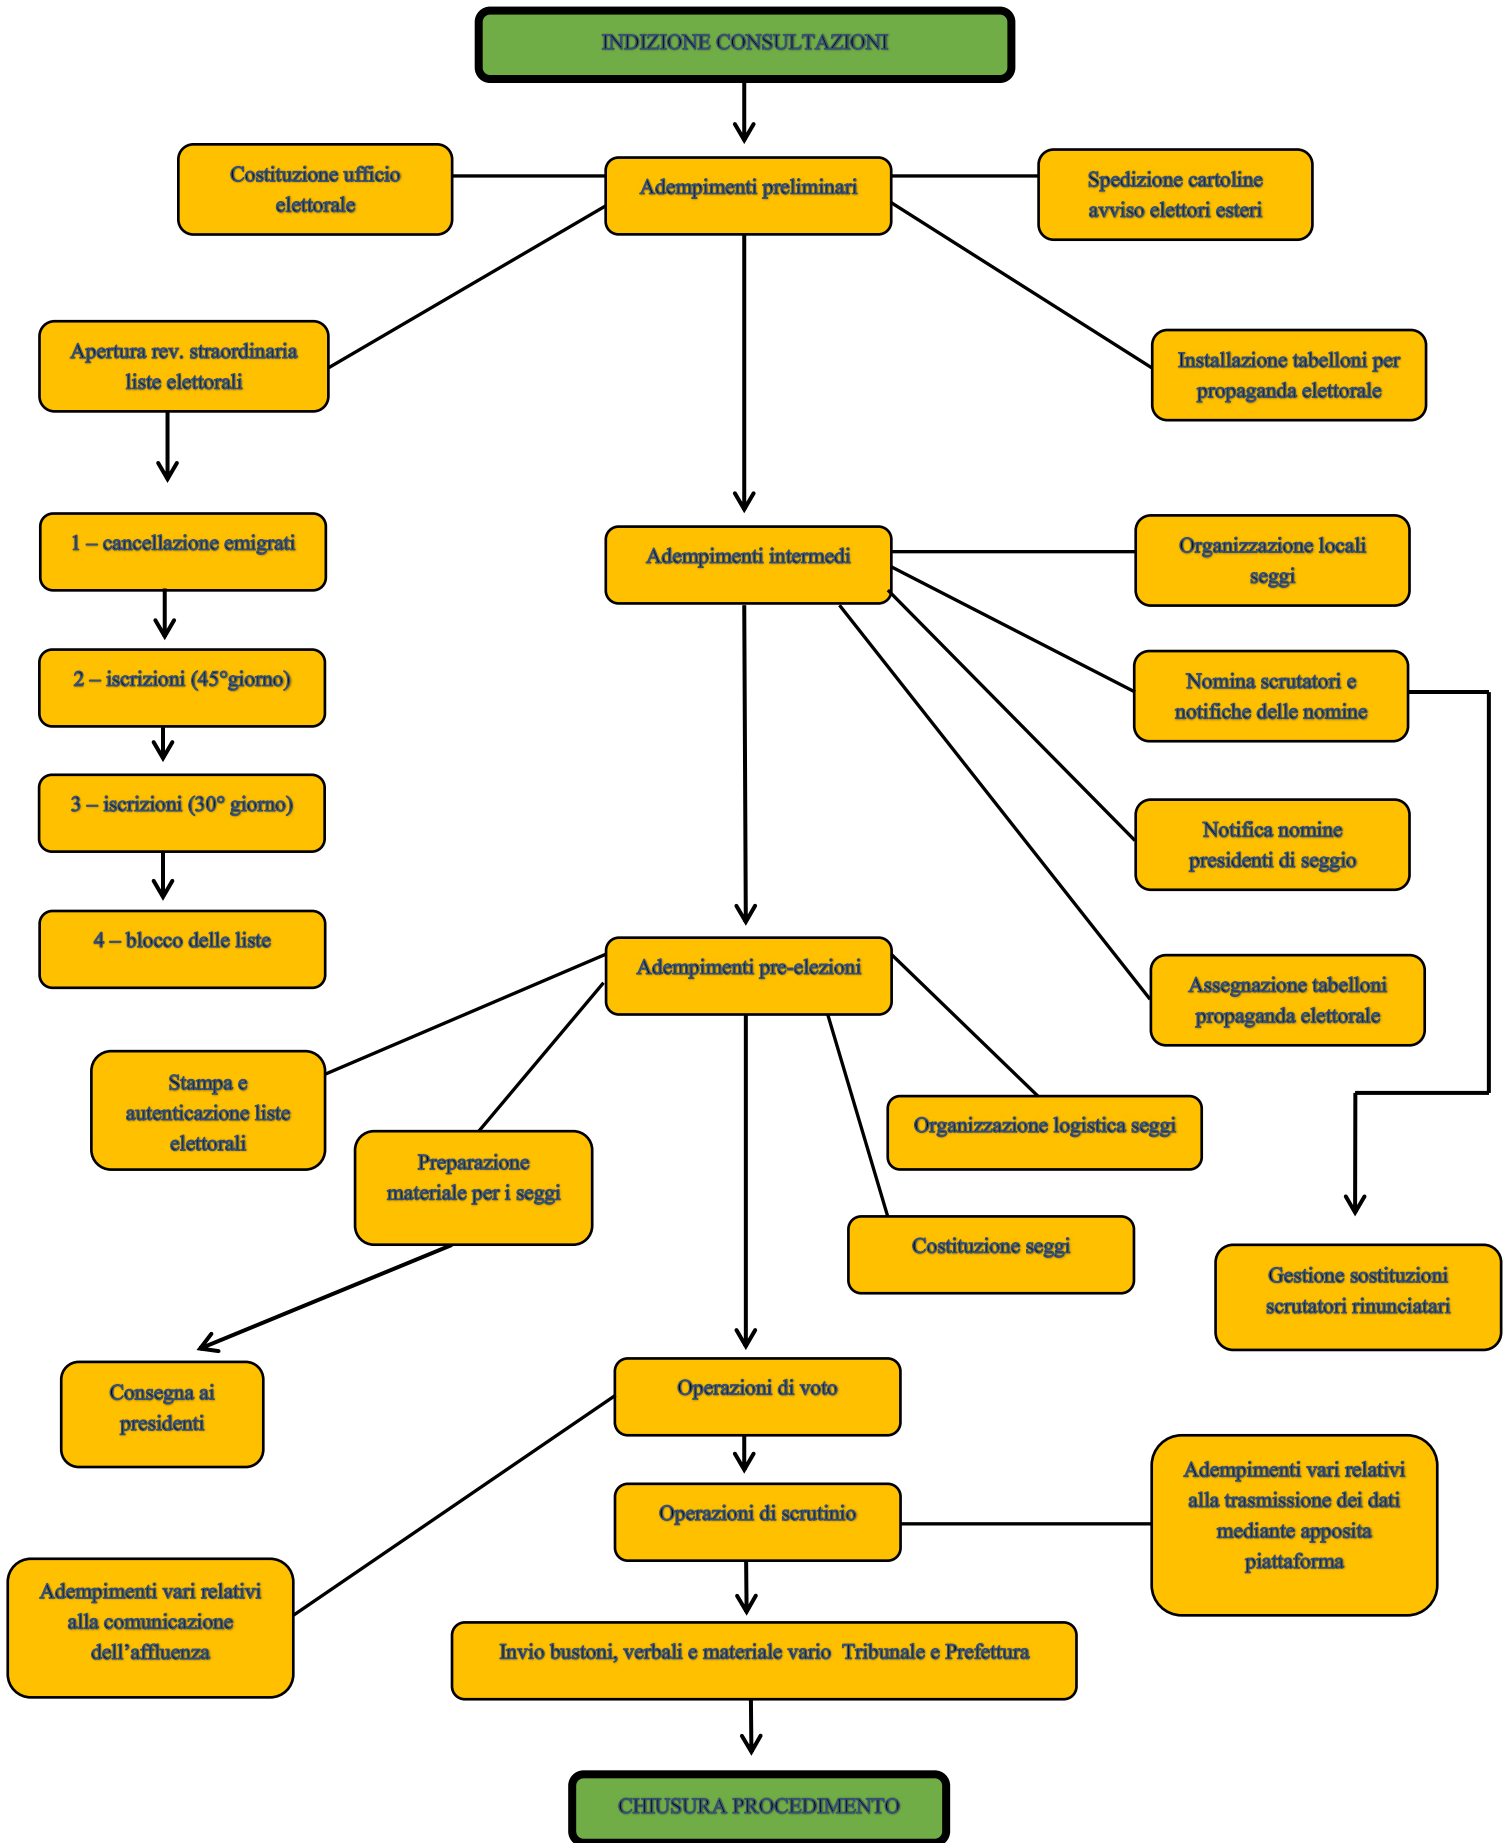 INDIZIONE CONSULTAZIONI
Costituzione ufficio
elettorale
Adempimenti preliminari
Spedizione cartoline
avviso elettori esteri
Apertura rev. straordinaria
liste elettorali
Installazione tabelloni per
propaganda elettorale
1 – cancellazione emigrati
Adempimenti intermedi
Organizzazione locali
seggi
2 – iscrizioni (45°giorno)
Nomina scrutatori e
notifiche delle nomine
3 – iscrizioni (30° giorno)
Notifica nomine
presidenti di seggio
4 – blocco delle liste
Adempimenti pre-elezioni
Assegnazione tabelloni
propaganda elettorale
Stampa e
autenticazione liste
elettorali
Organizzazione logistica seggi
Preparazione
materiale per i seggi
Costituzione seggi
Gestione sostituzioni
scrutatori rinunciatari
Consegna ai
presidenti
Operazioni di voto
Operazioni di scrutinio
Adempimenti vari relativi
alla trasmissione dei dati
mediante apposita
piattaforma
Adempimenti vari relativi
alla comunicazione
dell’affluenza
Invio bustoni, verbali e materiale vario  Tribunale e Prefettura
CHIUSURA PROCEDIMENTO